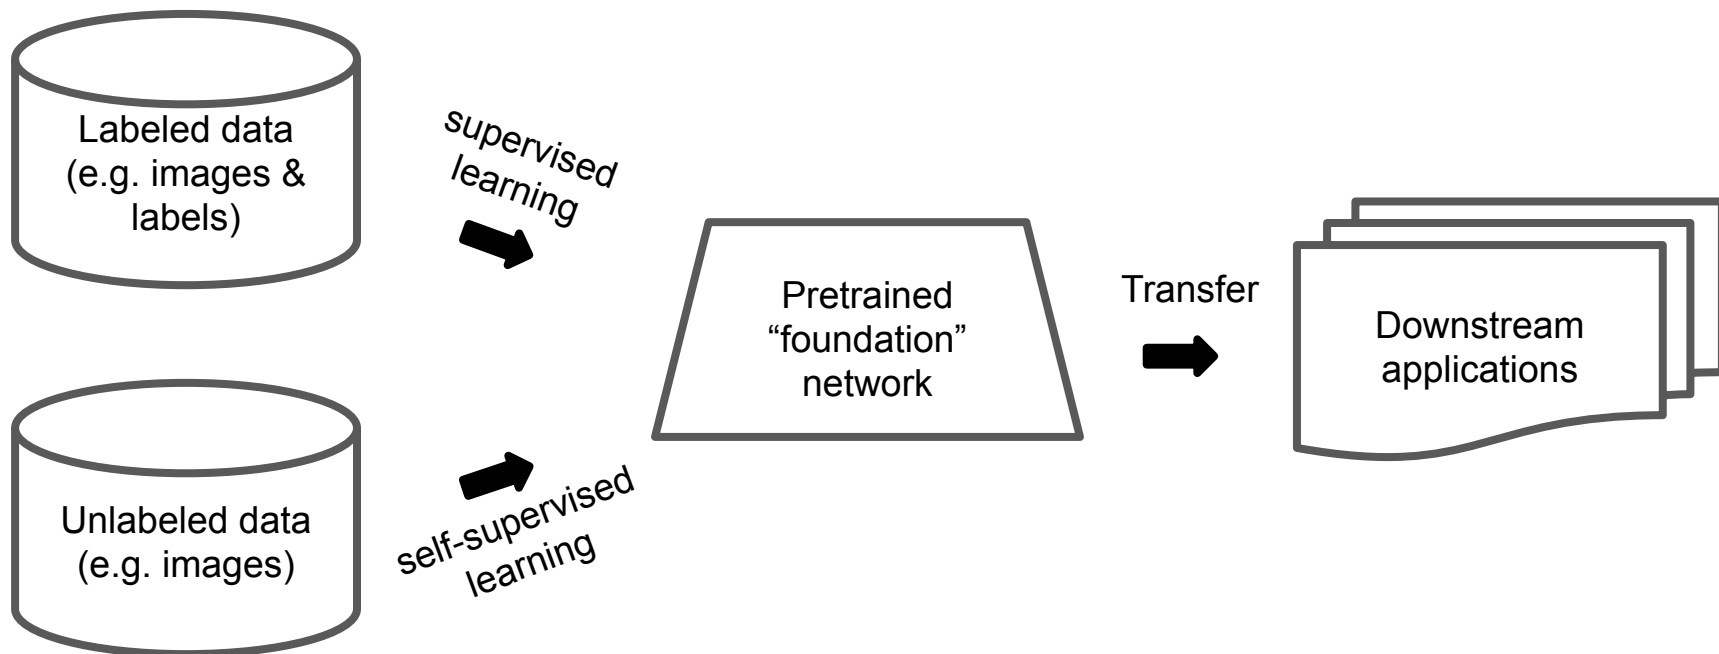 Labeled data
(e.g. images &
labels)
supervised
learning
Unlabeled data
(e.g. images)
self-supervised
learning
Pretrained
“foundation”
network
Transfer
Downstream
applications